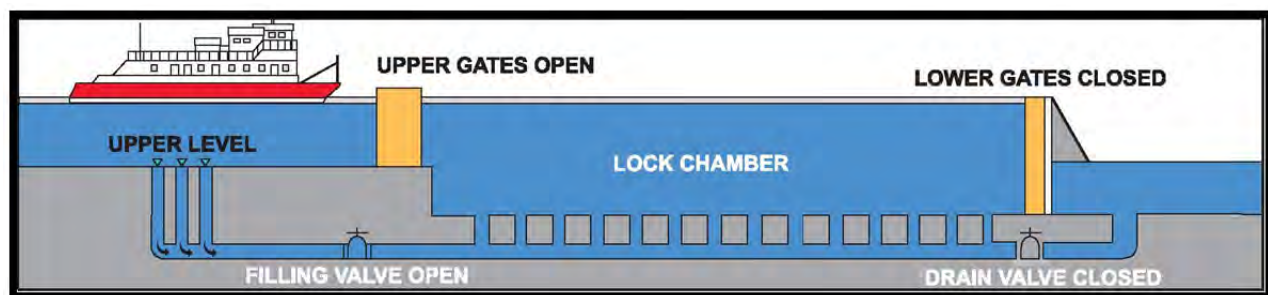 UPPER GATES OPEN
LOWER GATES CLOSED
UPPER LEVEL
LOCK CHAMBER
FILLING VALVE OPEN
DRAIN VALVE CLOSED